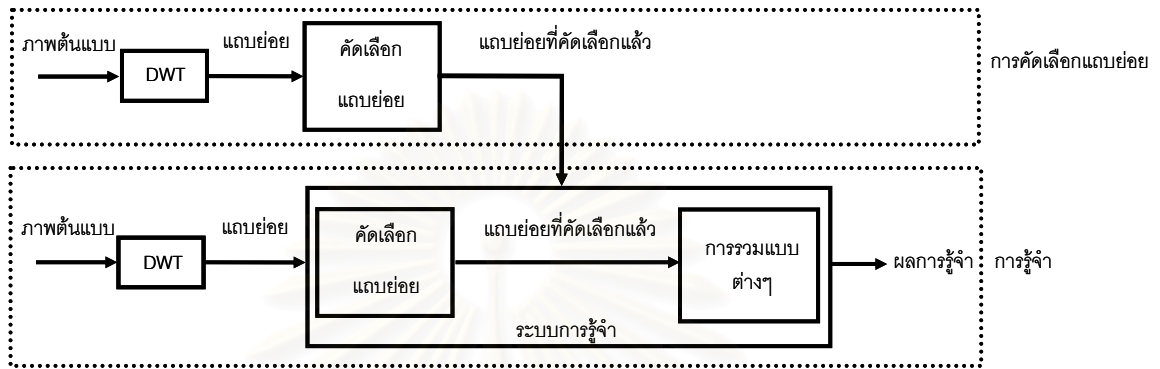 ภาพต้นแบบ
DWT
แถบย่อย
คัดเลือก
แถบย่อย
แถบย่อยที่คัดเลือกแล้ว
การคัดเลือกแถบย่อย
ภาพต้นแบบ
DWT
แถบย่อย
คัดเลือก
แถบย่อย
แถบย่อยที่คัดเลือกแล้ว
การรวมแบบ
ต่างๆ
ระบบการรู้จำ
ผลการรู้จำ
การรู้จำ